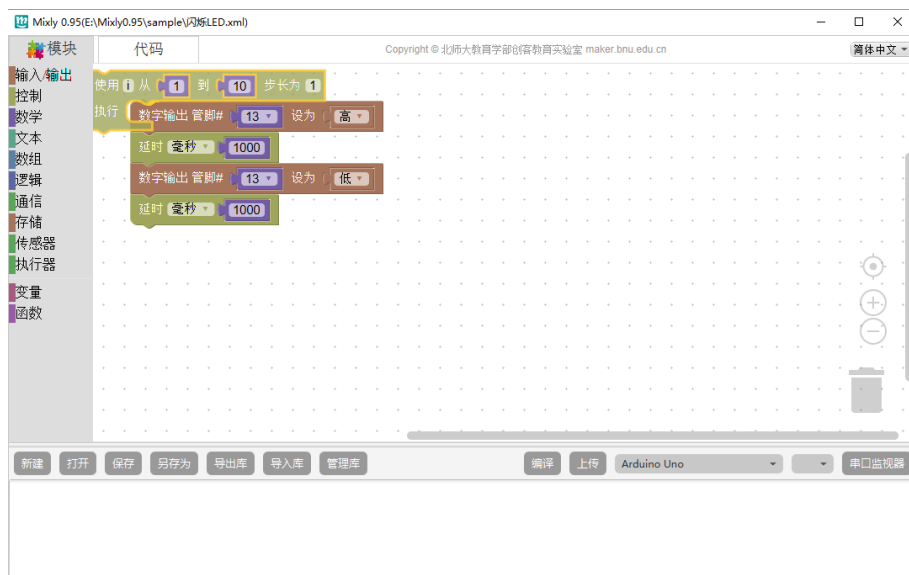 Mixly 0.95(E:\Mixly0.95\sample\闪烁LED.xml)
模块 代码 Copyright © 北师大教育学部创客教育实验室 maker.bnu.edu.cn 简体中文
输入/输出
控制
数学
文本
数组
逻辑
通信
存储
传感器
执行器
变量
函数
使用 i 从 1 到 10 步长为 1
执行
数字输出 管脚# 13 设为 高
延时 毫秒 1000
数字输出 管脚# 13 设为 低
延时 毫秒 1000
新建 打开 保存 另存为 导出库 导入库 管理库 编译 上传 Arduino Uno 串口监视器